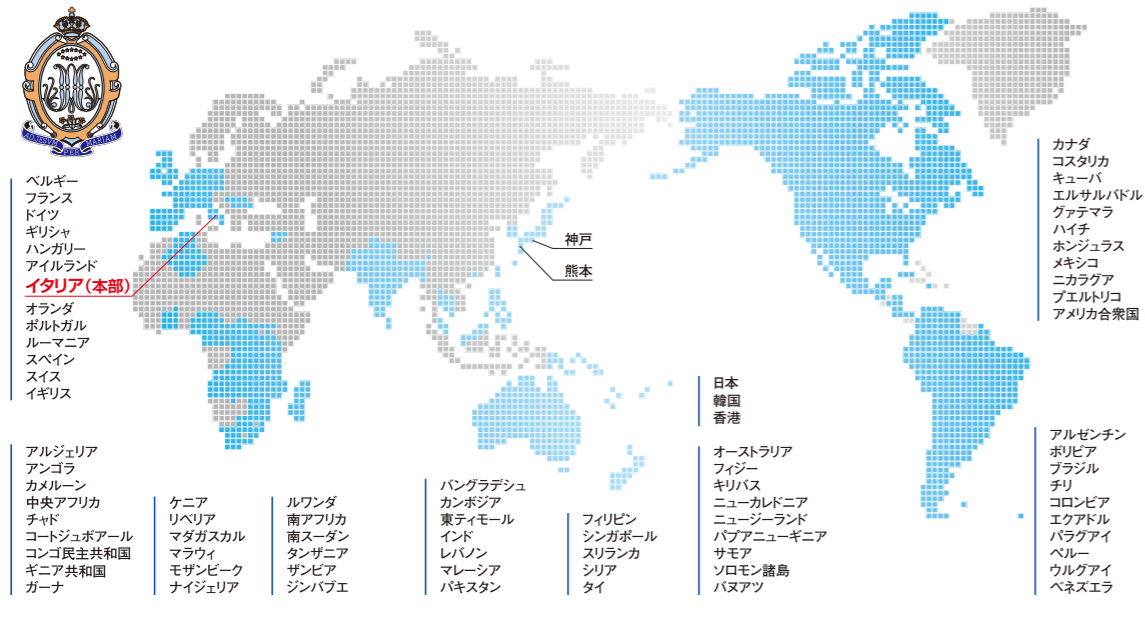 AD JESUM
PER
MARIAM
ベルギー
フランス
ドイツ
ギリシャ
ハンガリー
アイルランド
イタリア(本部)
オランダ
ポルトガル
ルーマニア
スペイン
スイス
イギリス
神戸
熊本
カナダ
コスタリカ
キューバ
エルサルバドル
グァテマラ
ハイチ
ホンジュラス
メキシコ
ニカラグア
プエルトリコ
アメリカ合衆国
日本
韓国
香港
アルジェリア
アンゴラ
カメルーン
中央アフリカ
チャド
コートジュボアール
コンゴ民主共和国
ギニア共和国
ガーナ
ケニア
リベリア
マダガスカル
マラウィ
モザンビーク
ナイジェリア
ルワンダ
南アフリカ
南スーダン
タンザニア
ザンビア
ジンバブエ
バングラデシュ
カンボジア
東ティモール
インド
レバノン
マレーシア
パキスタン
フィリピン
シンガポール
スリランカ
シリア
タイ
オーストラリア
フィジー
キリバス
ニューカレドニア
ニュージーランド
パプアニューギニア
サモア
ソロモン諸島
バヌアツ
アルゼンチン
ボリビア
ブラジル
チリ
コロンビア
エクアドル
パラグアイ
ペルー
ウルグアイ
ベネズエラ